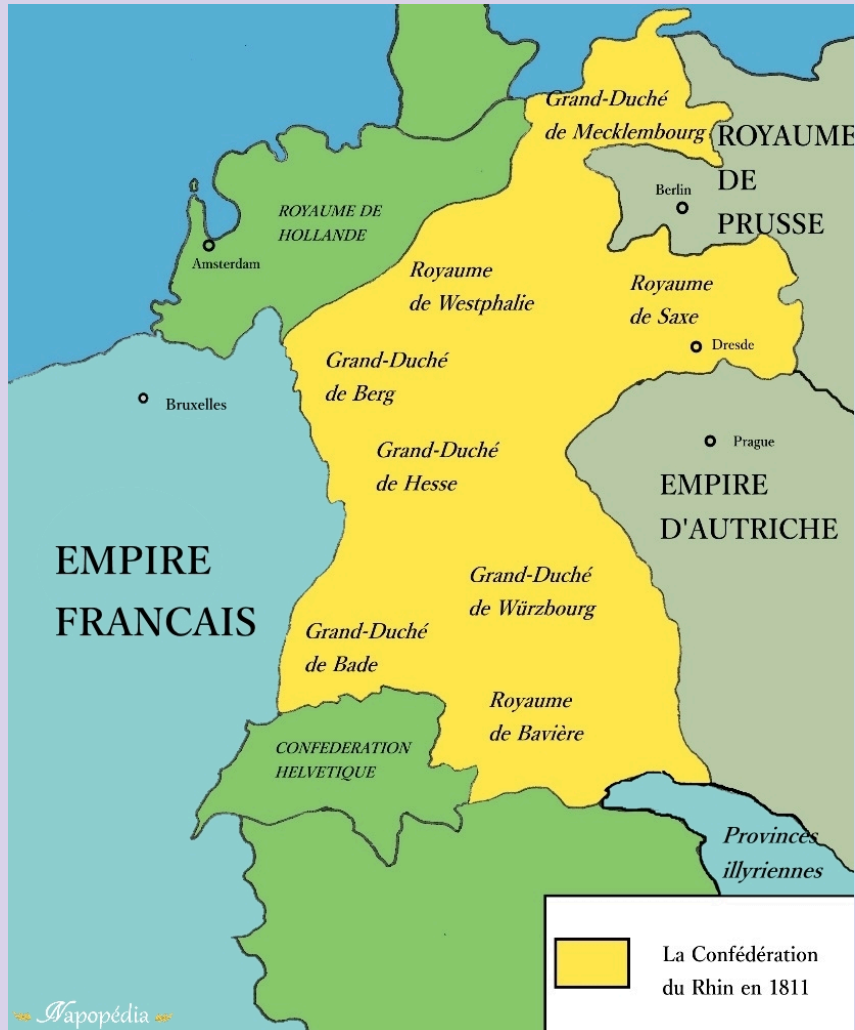 Grand-Duché
de Mecklembourg
ROYAUME
DE
PRUSSE
Berlin
ROYAUME DE
HOLLANDE
Amsterdam
Royaume
de Westphalie
Royaume
de Saxe
Dresde
Grand-Duché
de Berg
Bruxelles
Grand-Duché
de Hesse
Prague
EMPIRE
D'AUTRICHE
EMPIRE
FRANCAIS
Grand-Duché
de Würzbourg
Grand-Duché
de Bade
Royaume
de Bavière
CONFEDERATION
HELVETIQUE
Provinces
illyriennes
La Confédération
du Rhin en 1811
Napopédia